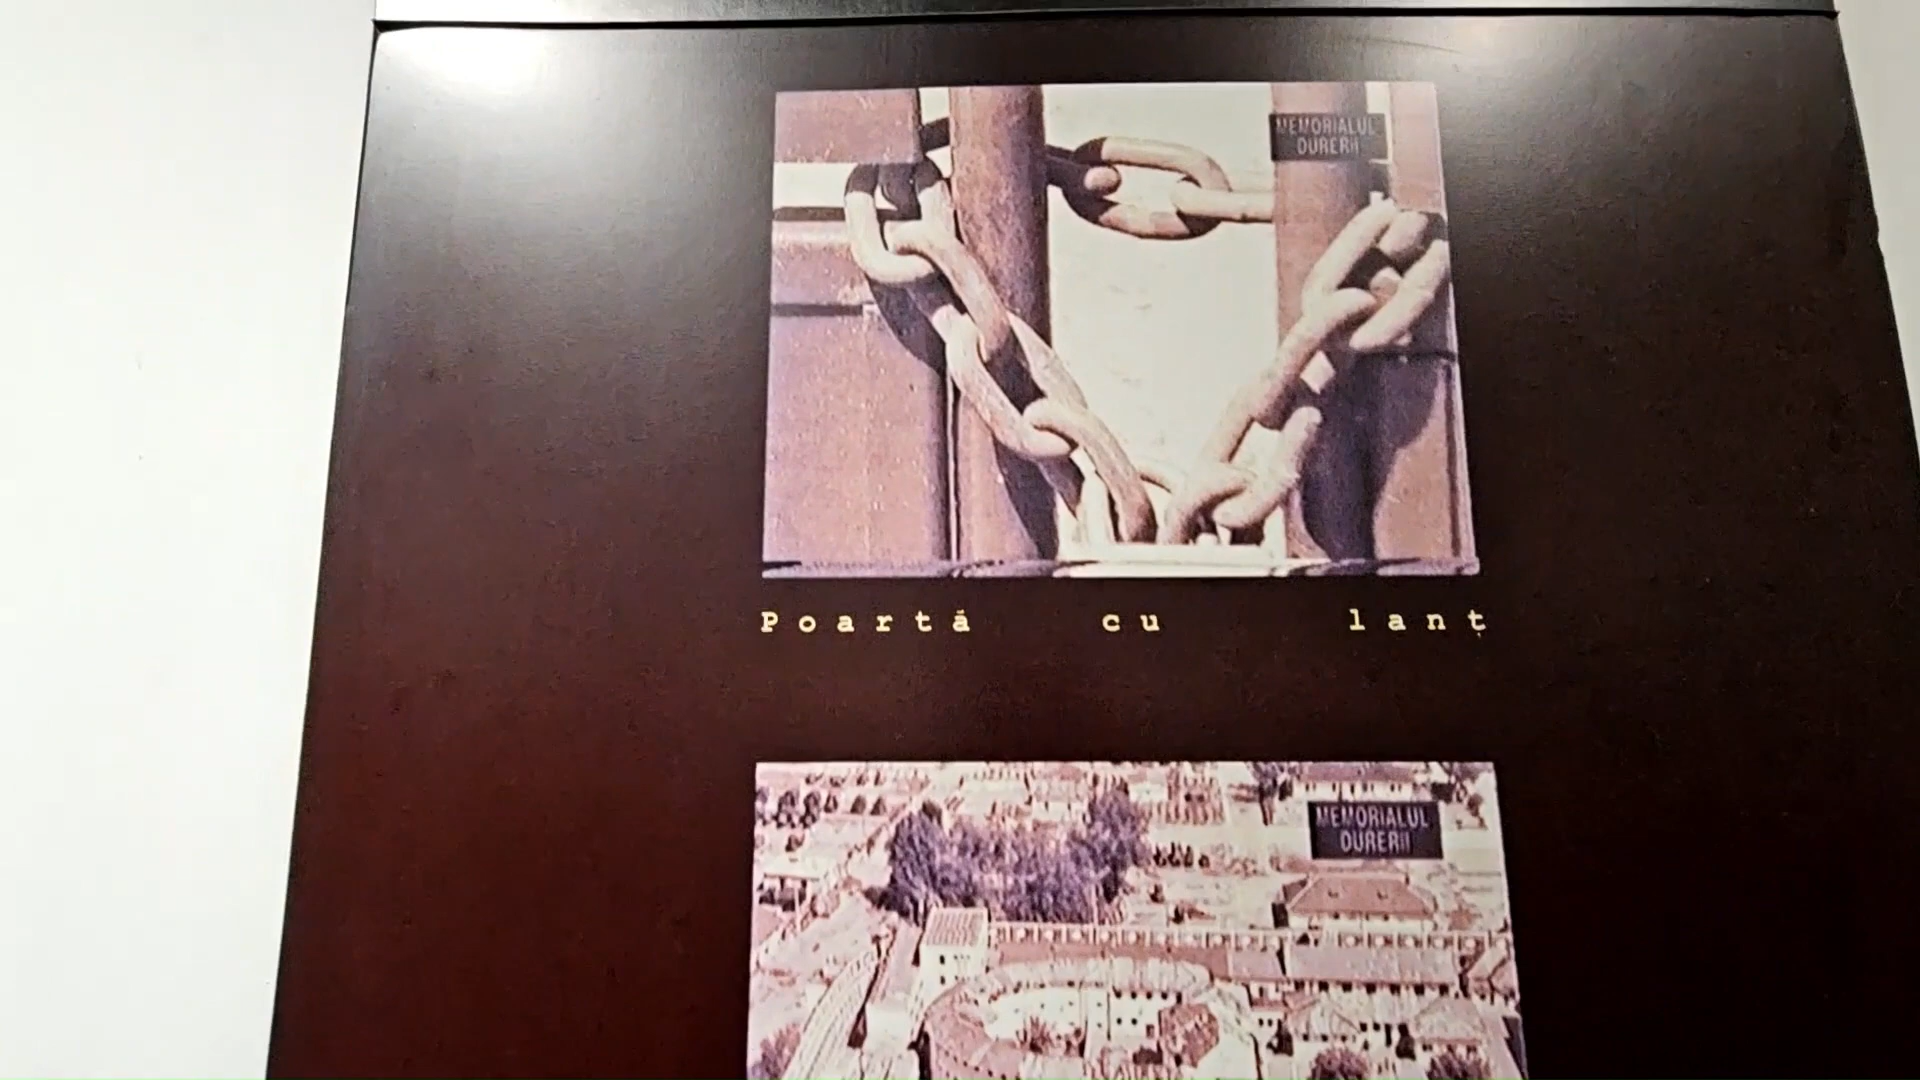 MEMORIALUL
DURERII
Poartă cu lanț
MEMORIALUL
DURERII